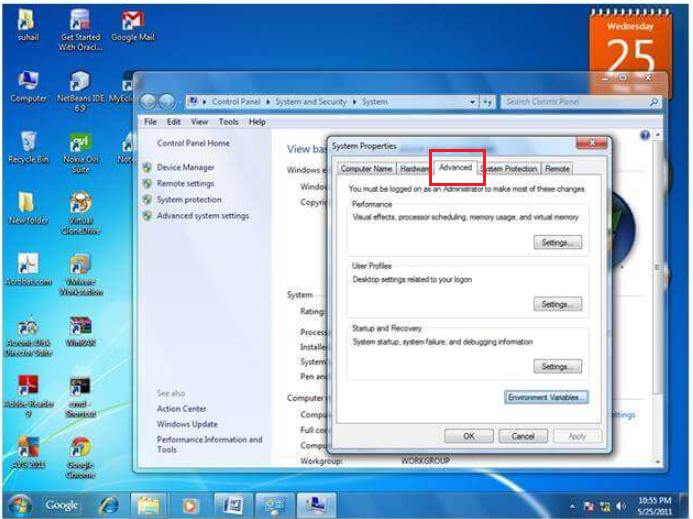 suhail
Get Started
With Oracl...
Google Mail
Wednesday
25
Computer
NetBeans IDE
6.9
MyEcli
Control Panel
System and Security
System
Search Control Panel
File Edit View Tools Help
Control Panel Home
Device Manager
Remote settings
System protection
Advanced system settings
See also
Action Center
Windows Update
Performance Information and
Tools
View bas
Windows e
Windo
Copyri
System
Rating:
Process
Installe
System
Pen an
Computer
Compu
Full co
Compu
Workgroup:
WORKGROUP
ttings
System Properties
Computer Name Hardware Advanced System Protection Remote
You must be logged on as an Administrator to make most of these changes.
Performance
Visual effects, processor scheduling, memory usage, and virtual memory
Settings...
User Profiles
Desktop settings related to your logon
Settings...
Startup and Recovery
System startup, system failure, and debugging information
Settings...
Environment Variables...
OK Cancel Apply
Recycle Bin
Nokia Ovi
Suite
Not
New folder
Virtual
CloneDrive
Acrobat.com
VMware
Workstation
Acronis Disk
Director Suite
WinRAR
Adobe Reader
9
cmd -
Shortcut
AVG 2011
Google
Chrome
Google
10:55 PM
5/25/2011